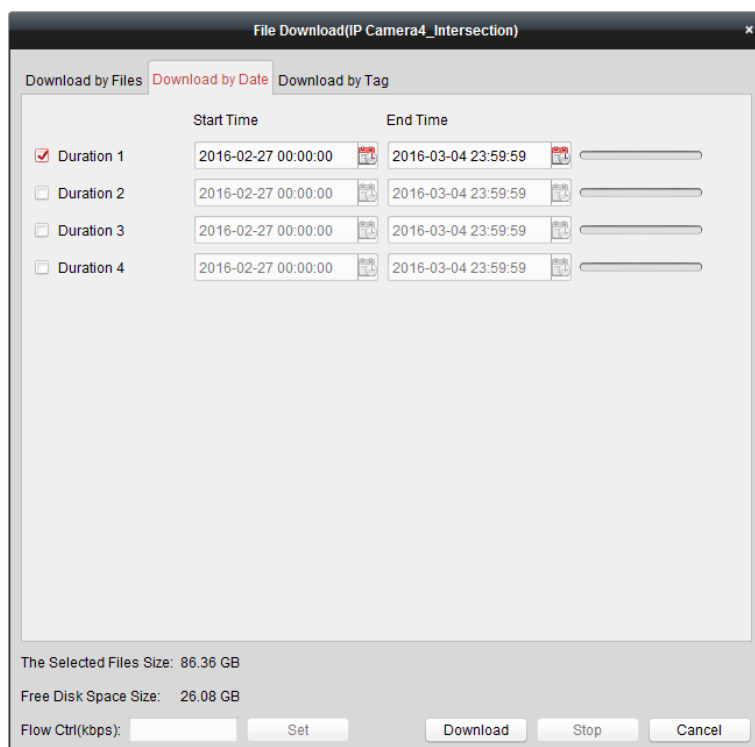 File Download(IP Camera4_Intersection) ×
Download by Files Download by Date Download by Tag
Start Time End Time
Duration 1 2016-02-27 00:00:00 2016-03-04 23:59:59
Duration 2 2016-02-27 00:00:00 2016-03-04 23:59:59
Duration 3 2016-02-27 00:00:00 2016-03-04 23:59:59
Duration 4 2016-02-27 00:00:00 2016-03-04 23:59:59
The Selected Files Size: 86.36 GB
Free Disk Space Size: 26.08 GB
Flow Ctrl(kbps): Set Download Stop Cancel